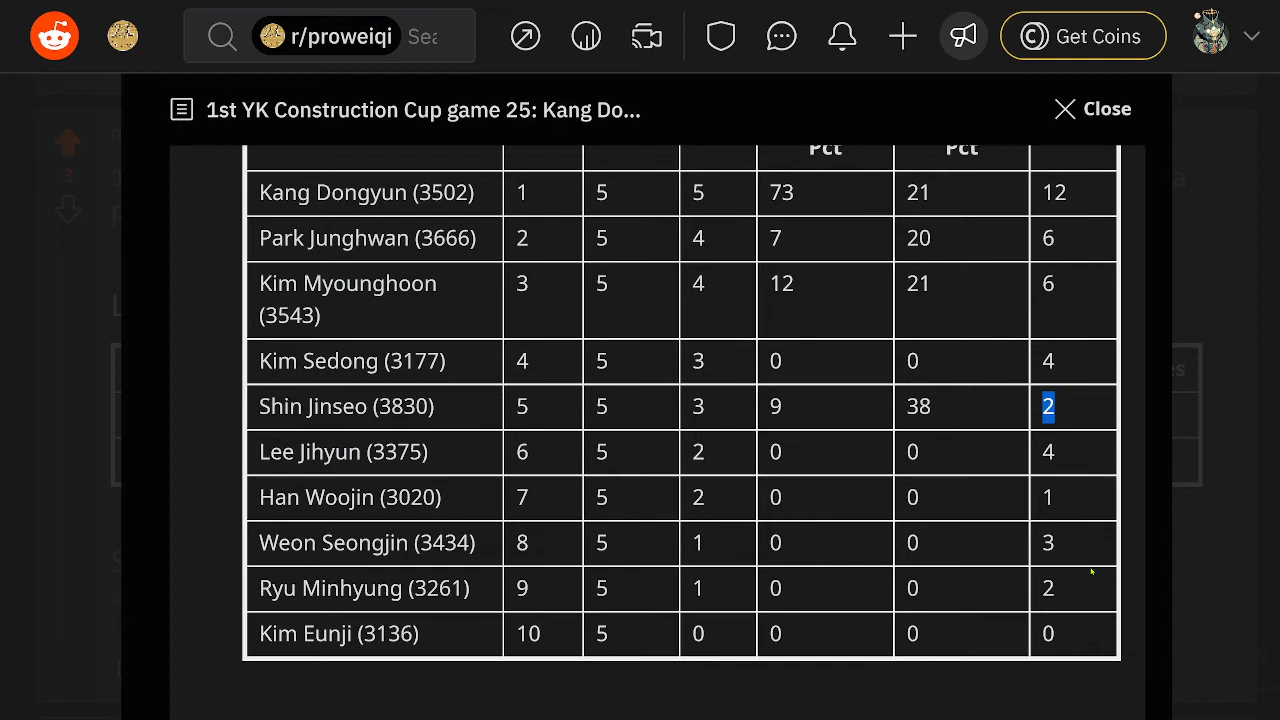 r/proweiqi Sea
Get Coins
1st YK Construction Cup game 25: Kang Do...
Close
Pct Pct
Kang Dongyun (3502) 1 5 5 73 21 12
Park Junghwan (3666) 2 5 4 7 20 6
Kim Myounghoon 3 5 4 12 21 6
(3543)
Kim Sedong (3177) 4 5 3 0 0 4
Shin Jinseo (3830) 5 5 3 9 38 2
Lee Jihyun (3375) 6 5 2 0 0 4
Han Woojin (3020) 7 5 2 0 0 1
Weon Seongjin (3434) 8 5 1 0 0 3
Ryu Minhyung (3261) 9 5 1 0 0 2
Kim Eunji (3136) 10 5 0 0 0 0